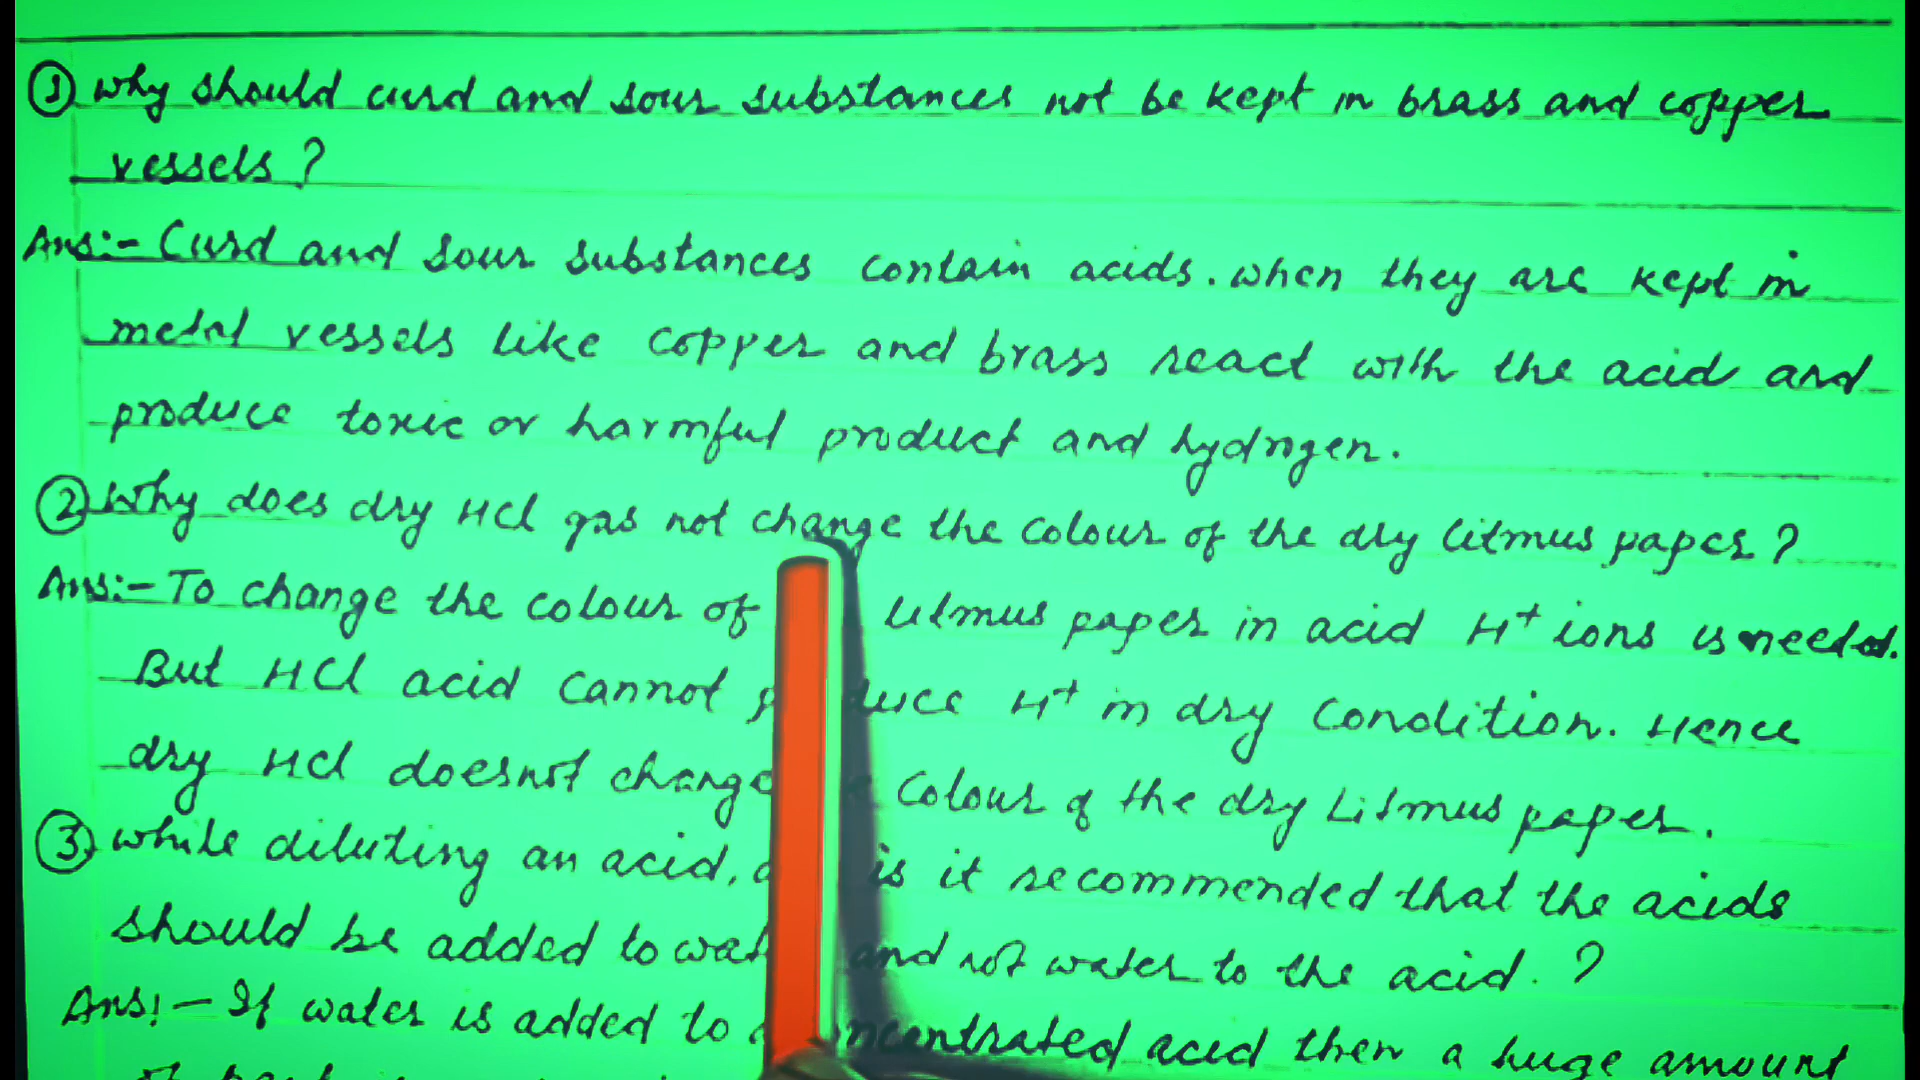 ① why should curd and sour substances not be kept in brass and copper
vessels ?
Ans:- Curd and sour substances contain acids. when they are kept in
metal vessels like copper and brass react with the acid and
produce toxic or harmful product and hydrogen.
② Why does dry HCl gas not change the colour of the dry litmus paper ?
Ans:- To change the colour of litmus paper in acid H⁺ ions is needed.
But HCl acid cannot H⁺ in dry condition. Hence
dry HCl doesnot change colour of the dry Litmus paper.
③ while diluting an acid, is it recommended that the acids
should be added to and not water to the acid. ?
Ans:- If water is added to acid then a huge amount